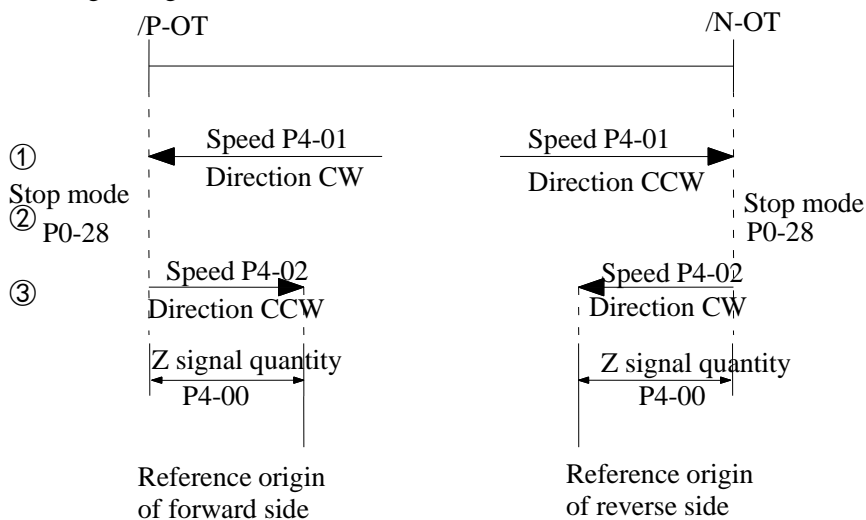 /P-OT
/N-OT
① Speed P4-01 Speed P4-01
Direction CW Direction CCW
Stop mode Stop mode
② P0-28 P0-28
③ Speed P4-02 Speed P4-02
Direction CCW Direction CW
Z signal quantity Z signal quantity
P4-00 P4-00
Reference origin Reference origin
of forward side of reverse side